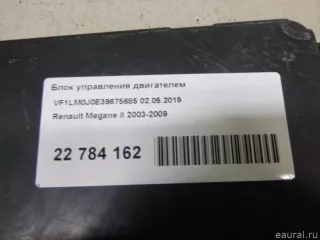 Блок управления двигателем
VF1LM0J0E39675685 02.05.2019
Renault Megane II 2003-2009
22 784 162
eaural.ru